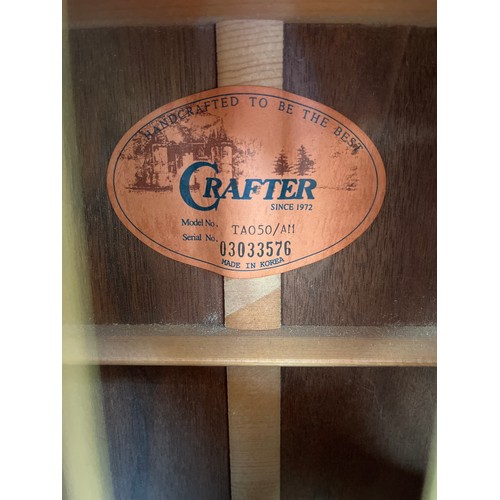 HANDCRAFTED TO BE THE BEST
CRAFTER
SINCE 1972
Model No. TA050/AM
Serial No. 03033576
MADE IN KOREA